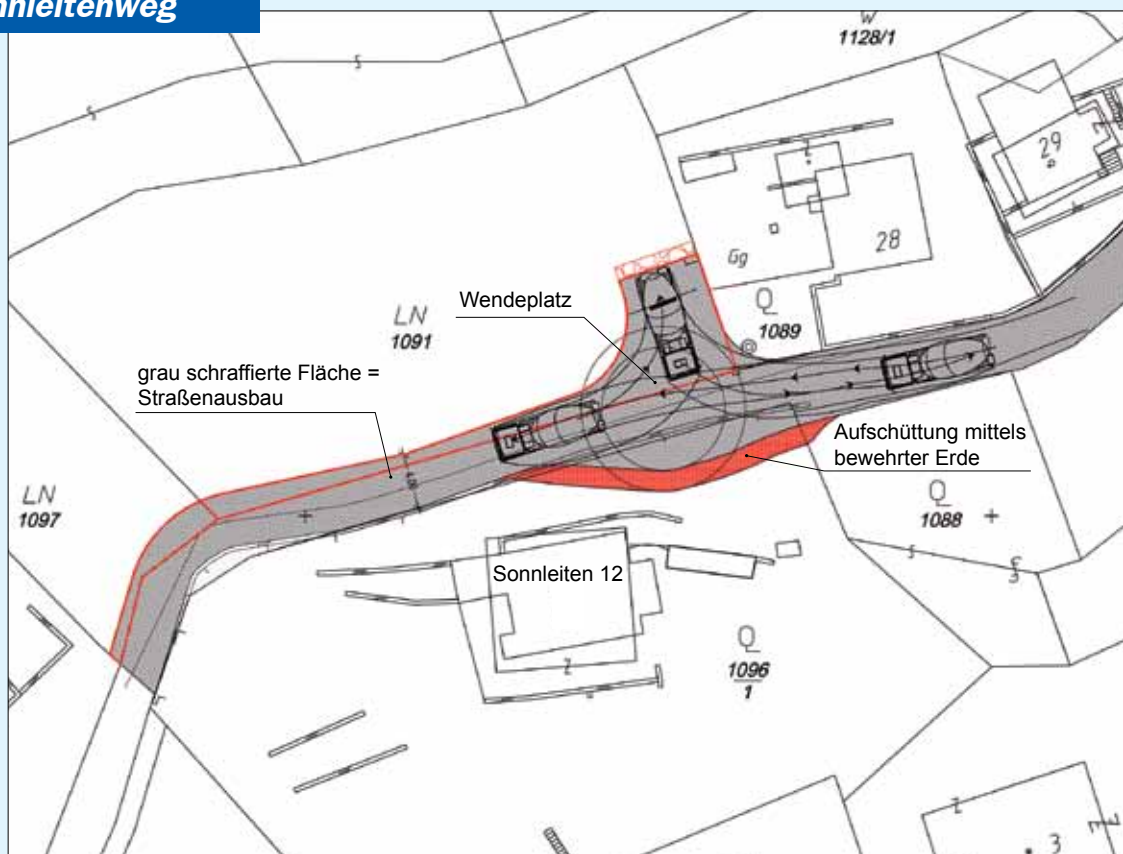 nnleitenweg
W
1128/1
29
28
Gg
Q
1089
LN
1091
Wendeplatz
grau schraffierte Fläche =
Straßenausbau
Aufschüttung mittels
bewehrter Erde
LN
1097
Q
1088
Sonnleiten 12
Q
1096
1
3